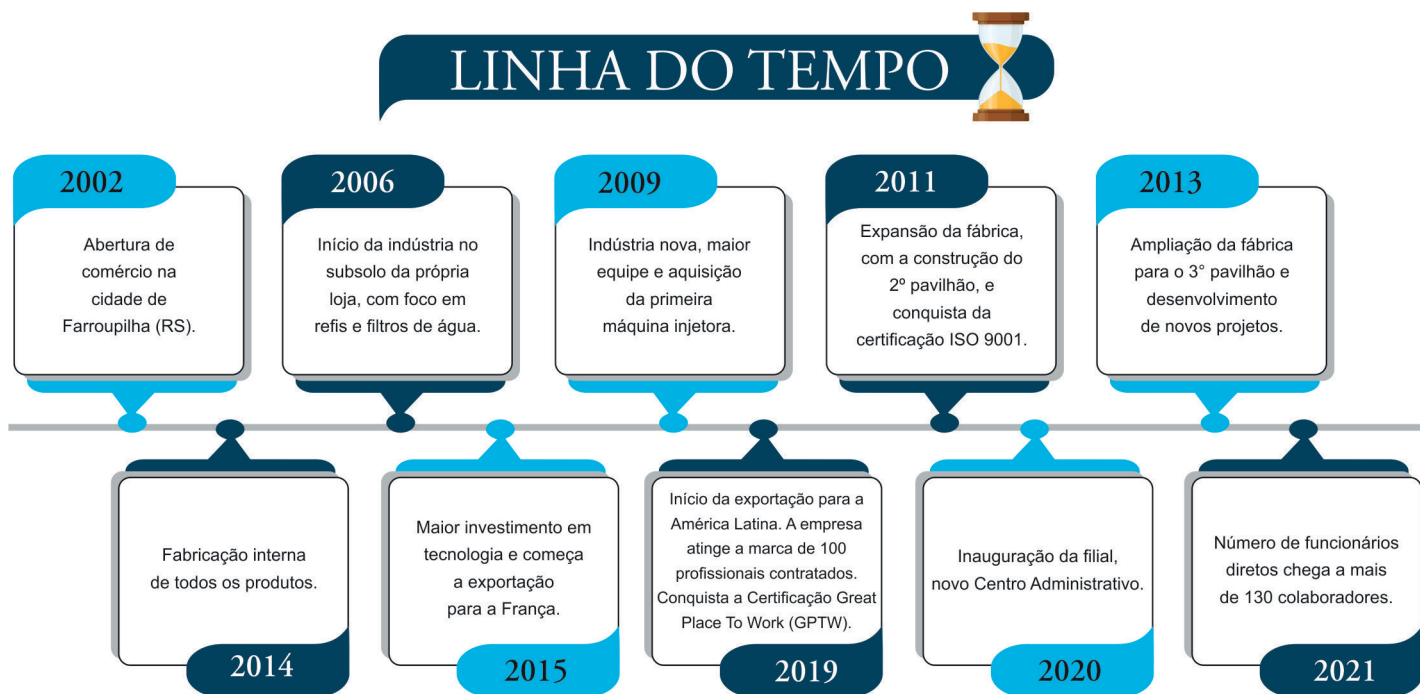 LINHA DO TEMPO
2002
Abertura de
comércio na
cidade de
Farroupilha (RS).
2006
Início da indústria no
subsolo da própria
loja, com foco em
refis e filtros de água.
2009
Indústria nova, maior
equipe e aquisição
da primeira
máquina injetora.
2011
Expansão da fábrica,
com a construção do
2º pavilhão, e
conquista da
certificação ISO 9001.
2013
Ampliação da fábrica
para o 3° pavilhão e
desenvolvimento
de novos projetos.
Fabricação interna
de todos os produtos.
2014
Maior investimento em
tecnologia e começa
a exportação
para a França.
2015
Início da exportação para a
América Latina. A empresa
atinge a marca de 100
profissionais contratados.
Conquista a Certificação Great
Place To Work (GPTW).
2019
Inauguração da filial,
novo Centro Administrativo.
2020
Número de funcionários
diretos chega a mais
de 130 colaboradores.
2021